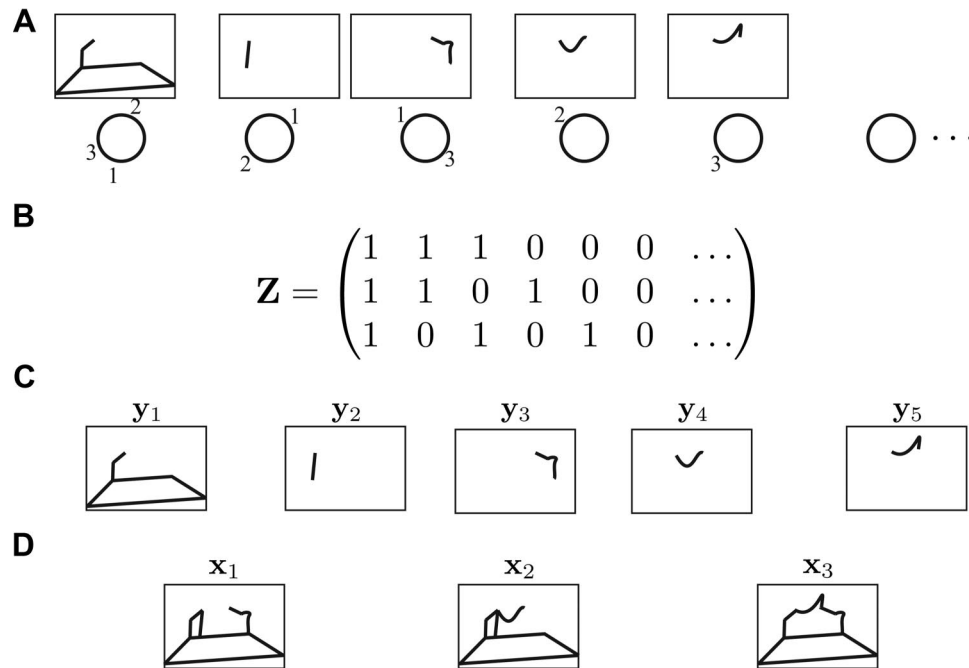 A
2 1 1 2
3 2 3 3 . . .
1
B
Z = ( 1 1 1 0 0 0 . . .
1 1 0 1 0 0 . . .
1 0 1 0 1 0 . . . )
C
y₁ y₂ y₃ y₄ y₅
D
x₁ x₂ x₃